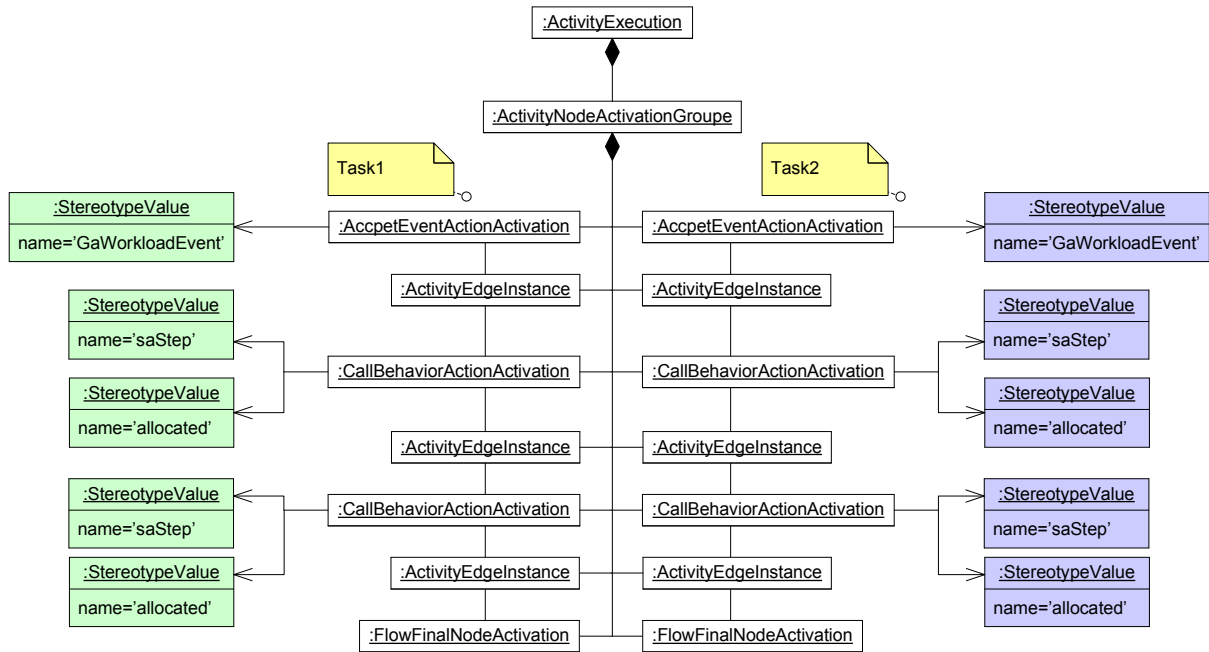 :ActivityExecution
:ActivityNodeActivationGroupe
Task1
Task2
:StereotypeValue
name='GaWorkloadEvent'
:AccpetEventActionActivation
:AccpetEventActionActivation
:StereotypeValue
name='GaWorkloadEvent'
:ActivityEdgeInstance
:ActivityEdgeInstance
:StereotypeValue
name='saStep'
:StereotypeValue
name='saStep'
:CallBehaviorActionActivation
:CallBehaviorActionActivation
:StereotypeValue
name='allocated'
:StereotypeValue
name='allocated'
:ActivityEdgeInstance
:ActivityEdgeInstance
:StereotypeValue
name='saStep'
:CallBehaviorActionActivation
:CallBehaviorActionActivation
:StereotypeValue
name='saStep'
:StereotypeValue
name='allocated'
:ActivityEdgeInstance
:ActivityEdgeInstance
:StereotypeValue
name='allocated'
:FlowFinalNodeActivation
:FlowFinalNodeActivation